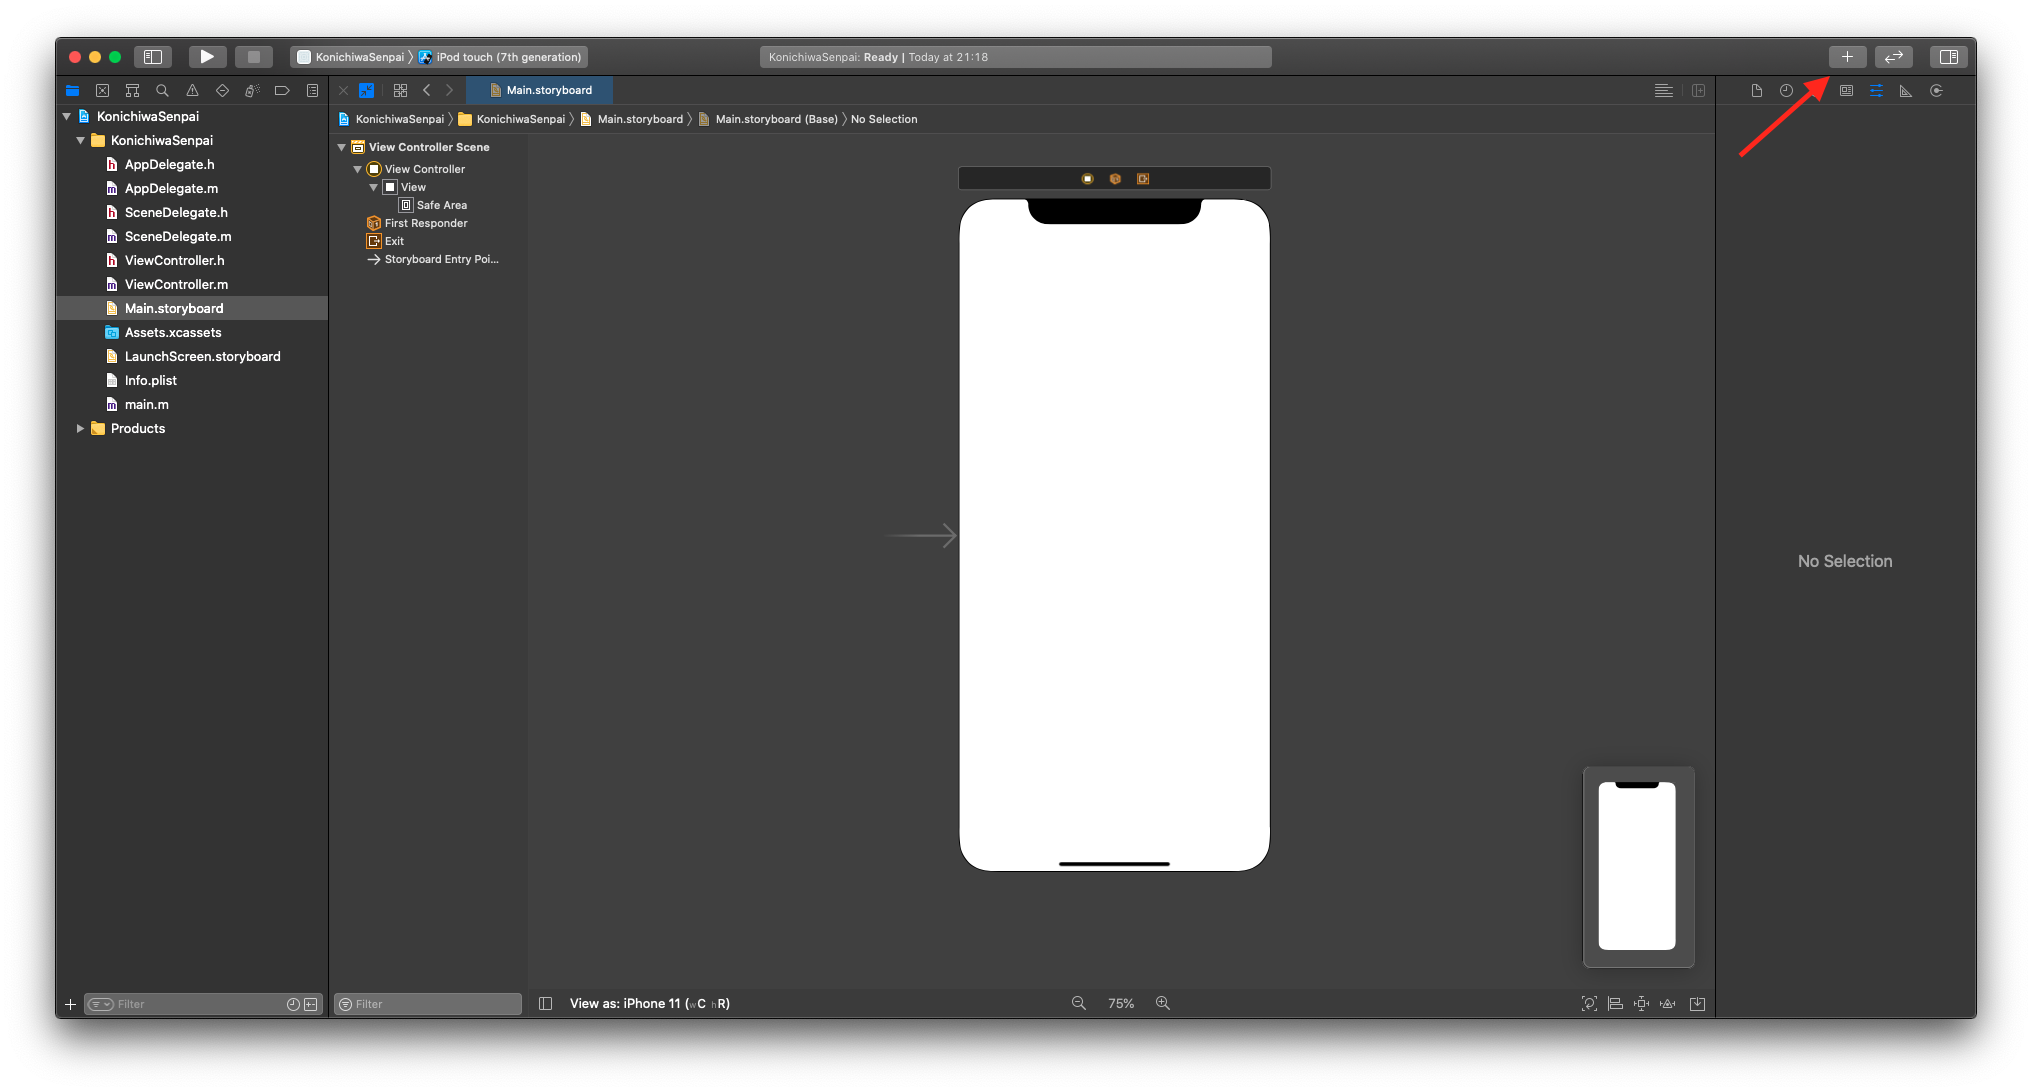 KonichiwaSenpai iPod touch (7th generation)
KonichiwaSenpai: Ready | Today at 21:18
Main.storyboard
KonichiwaSenpai KonichiwaSenpai Main.storyboard Main.storyboard (Base) No Selection
KonichiwaSenpai
KonichiwaSenpai
AppDelegate.h
AppDelegate.m
SceneDelegate.h
SceneDelegate.m
ViewController.h
ViewController.m
Main.storyboard
Assets.xcassets
LaunchScreen.storyboard
Info.plist
main.m
Products
View Controller Scene
View Controller
View
Safe Area
First Responder
Exit
Storyboard Entry Poi...
No Selection
Filter
Filter
View as: iPhone 11 (wC hR)
75%